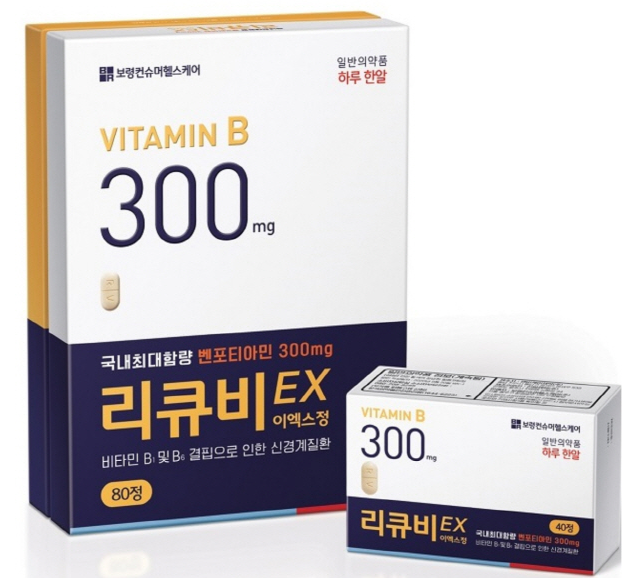 보령컨슈머헬스케어
일반의약품
하루 한알
VITAMIN B
300 mg
국내최대함량 벤포티아민 300mg
리큐비 EX
이엑스정
비타민 B₁ 및 B₆ 결핍으로 인한 신경계질환
80정
VITAMIN B
300 mg
보령컨슈머헬스케어
일반의약품
하루 한알
리큐비 EX
이엑스정
40정
국내최대함량 벤포티아민 300mg
비타민 B₁ 및 B₆ 결핍으로 인한 신경계질환